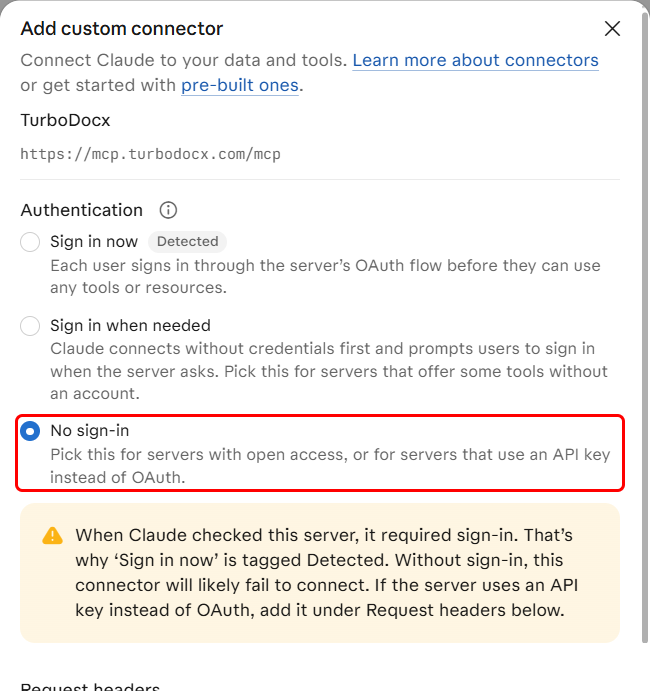 Add custom connector
Connect Claude to your data and tools. Learn more about connectors
or get started with pre-built ones.
TurboDocx
https://mcp.turbodocx.com/mcp
Authentication
Sign in now Detected
Each user signs in through the server’s OAuth flow before they can use
any tools or resources.
Sign in when needed
Claude connects without credentials first and prompts users to sign in
when the server asks. Pick this for servers that offer some tools without
an account.
No sign-in
Pick this for servers with open access, or for servers that use an API key
instead of OAuth.
When Claude checked this server, it required sign-in. That’s
why ‘Sign in now’ is tagged Detected. Without sign-in, this
connector will likely fail to connect. If the server uses an API
key instead of OAuth, add it under Request headers below.
Request headers